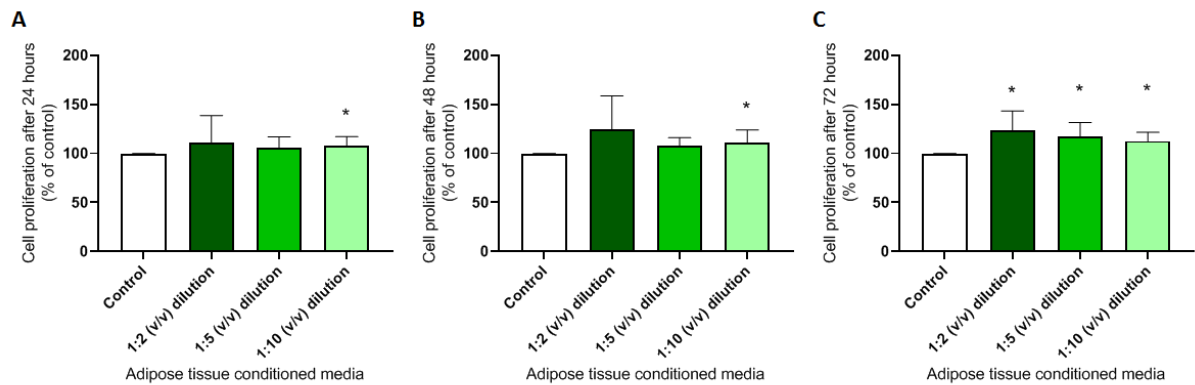 A
Cell proliferation after 24 hours
(% of control)
200
150
100
50
0
*
Control
1:2 (v/v) dilution
1:5 (v/v) dilution
1:10 (v/v) dilution
Adipose tissue conditioned media
B
Cell proliferation after 48 hours
(% of control)
200
150
100
50
0
*
Control
1:2 (v/v) dilution
1:5 (v/v) dilution
1:10 (v/v) dilution
Adipose tissue conditioned media
C
Cell proliferation after 72 hours
(% of control)
200
150
100
50
0
* * *
Control
1:2 (v/v) dilution
1:5 (v/v) dilution
1:10 (v/v) dilution
Adipose tissue conditioned media